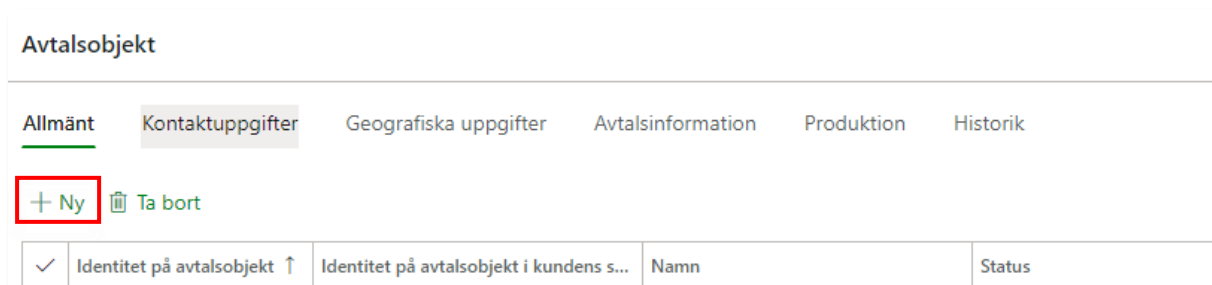 Avtalsobjekt
Allmänt Kontaktuppgifter Geografiska uppgifter Avtalsinformation Produktion Historik
+ Ny Ta bort
Identitet på avtalsobjekt ↑ Identitet på avtalsobjekt i kundens s... Namn Status